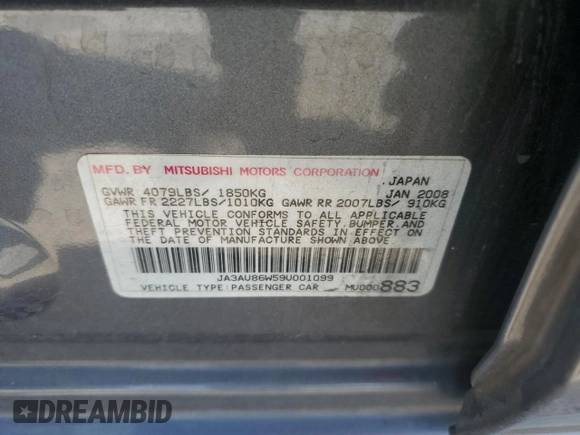 MFD. BY MITSUBISHI MOTORS CORPORATION JAPAN
GVWR 4079LBS/ 1850KG JAN 2008
GAWR FR 2227LBS/1010KG GAWR RR 2007LBS/ 910KG
THIS VEHICLE CONFORMS TO ALL APPLICABLE
FEDERAL MOTOR VEHICLE SAFETY,BUMPER,AND
THEFT PREVENTION STANDARDS IN EFFECT ON
THE DATE OF MANUFACTURE SHOWN ABOVE.
JA3AU86W59U001099
VEHICLE TYPE:PASSENGER CAR MU000883
DREAMBID